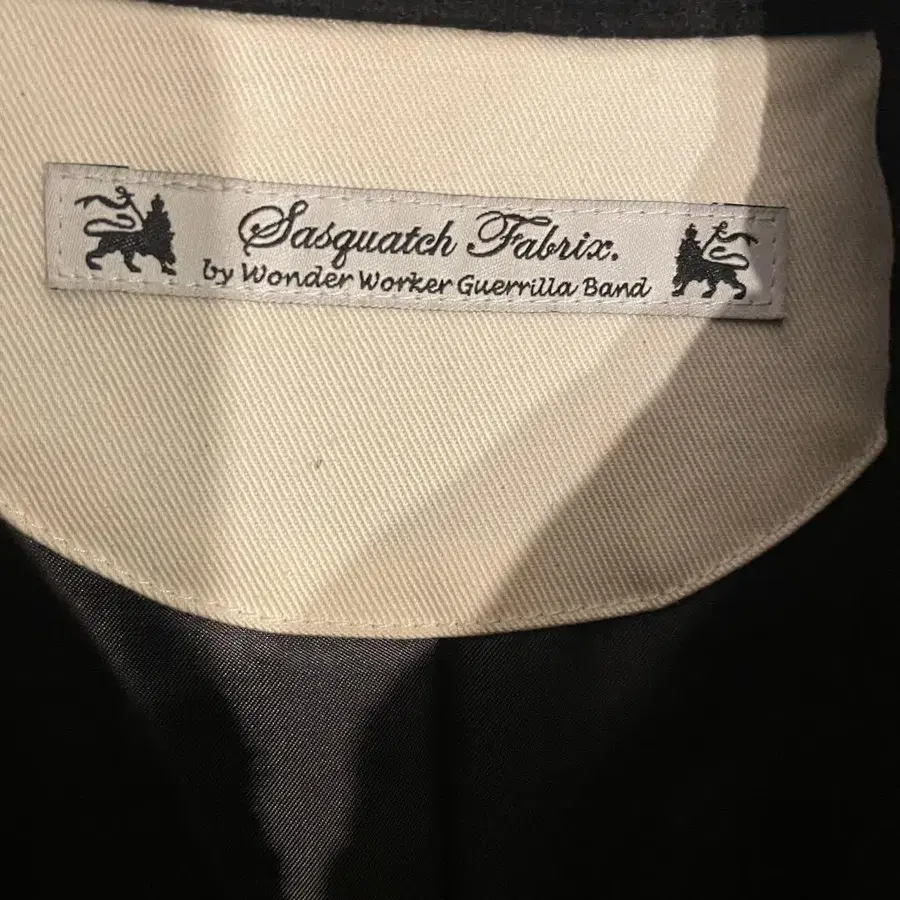 Sasquatch Fabrix.
by Wonder Worker Guerrilla Band